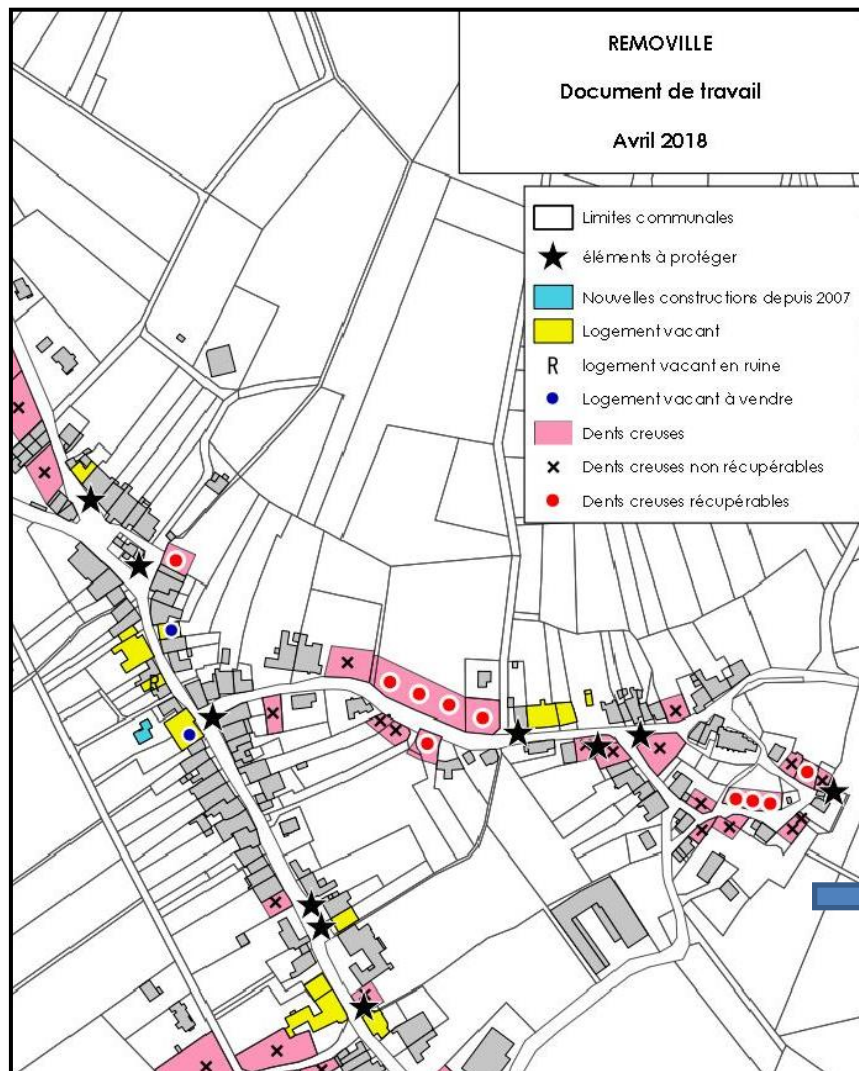 REMOVILLE
Document de travail
Avril 2018
Limites communales
éléments à protéger
Nouvelles constructions depuis 2007
Logement vacant
R logement vacant en ruine
Logement vacant à vendre
Dents creuses
Dents creuses non récupérables
Dents creuses récupérables
R